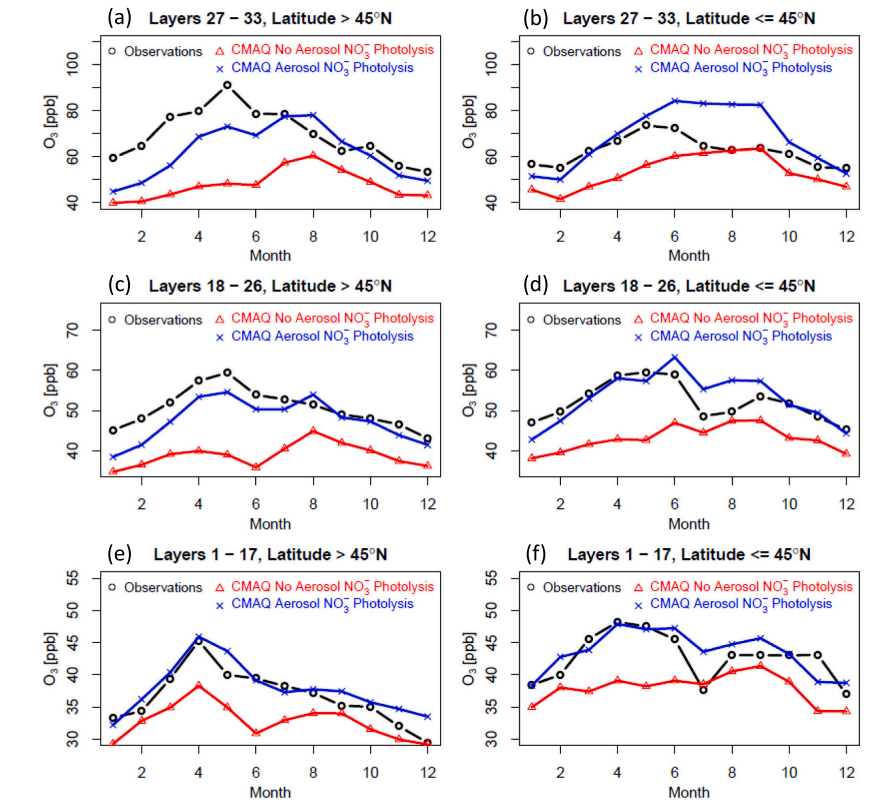 (a) Layers 27 − 33, Latitude > 45°N
Observations
CMAQ No Aerosol NO₃⁻ Photolysis
CMAQ Aerosol NO₃⁻ Photolysis
O₃ [ppb]
100
80
60
40
2 4 6 8 10 12
Month
(b) Layers 27 − 33, Latitude <= 45°N
Observations
CMAQ No Aerosol NO₃⁻ Photolysis
CMAQ Aerosol NO₃⁻ Photolysis
O₃ [ppb]
100
80
60
40
2 4 6 8 10 12
Month
(c) Layers 18 − 26, Latitude > 45°N
Observations
CMAQ No Aerosol NO₃⁻ Photolysis
CMAQ Aerosol NO₃⁻ Photolysis
O₃ [ppb]
70
60
50
40
2 4 6 8 10 12
Month
(d) Layers 18 − 26, Latitude <= 45°N
Observations
CMAQ No Aerosol NO₃⁻ Photolysis
CMAQ Aerosol NO₃⁻ Photolysis
O₃ [ppb]
70
60
50
40
2 4 6 8 10 12
Month
(e) Layers 1 − 17, Latitude > 45°N
Observations
CMAQ No Aerosol NO₃⁻ Photolysis
CMAQ Aerosol NO₃⁻ Photolysis
O₃ [ppb]
55
50
45
40
35
30
2 4 6 8 10 12
Month
(f) Layers 1 − 17, Latitude <= 45°N
Observations
CMAQ No Aerosol NO₃⁻ Photolysis
CMAQ Aerosol NO₃⁻ Photolysis
O₃ [ppb]
55
50
45
40
35
30
2 4 6 8 10 12
Month